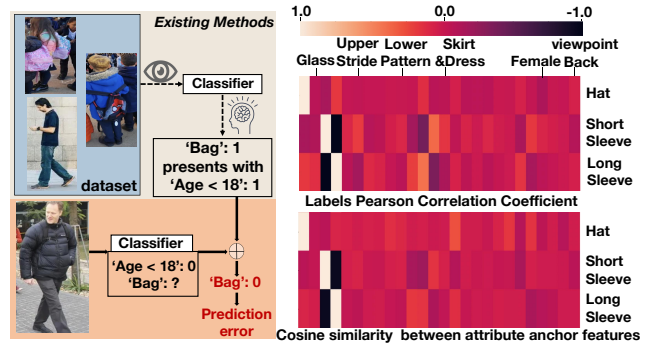 Existing Methods
Classifier
‘Bag’: 1
presents with
‘Age < 18’: 1
dataset
Classifier
‘Age < 18’: 0
‘Bag’: ?
‘Bag’: 0
Prediction
error
1.0 0.0 -1.0
Upper Lower Skirt viewpoint
Glass Stride Pattern &Dress Female Back
Hat
Short
Sleeve
Long
Sleeve
Labels Pearson Correlation Coefficient
Hat
Short
Sleeve
Long
Sleeve
Cosine similarity between attribute anchor features